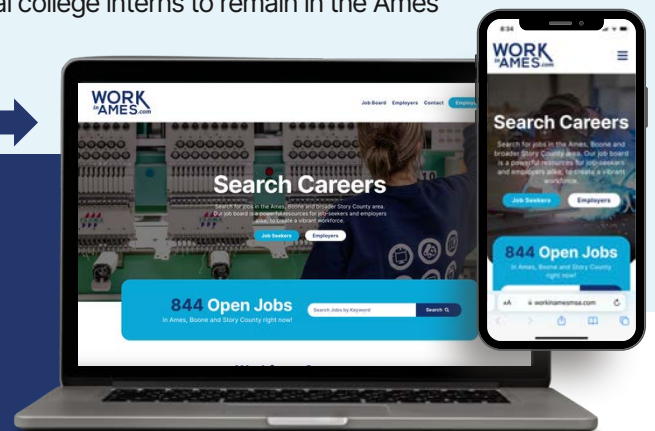 al college interns to remain in the Ames
WORK
in AMES.com
Job Board Employers Contact
Search Careers
Search for jobs in the Ames, Boone and broader Story County area.
Our job board is a powerful resources for job-seekers and employers
alike, to create a vibrant workforce.
Job Seekers Employers
844 Open Jobs
in Ames, Boone and Story County right now!
Search Jobs by Keyword Search
8:34
WORK
in AMES.com
Search Careers
Search for jobs in the Ames, Boone and
broader Story County area. Our job board
is a powerful resources for job-seekers
and employers alike, to create a vibrant
workforce.
Job Seekers Employers
844 Open Jobs
in Ames, Boone and Story County
right now!
AA workinamesmsa.com